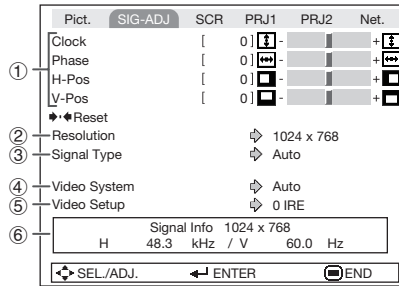 Pict. SIG-ADJ SCR PRJ1 PRJ2 Net.
① Clock [ 0 ] - +
Phase [ 0 ] - +
H-Pos [ 0 ] - +
V-Pos [ 0 ] - +
Reset
② Resolution 1024 x 768
③ Signal Type Auto
④ Video System Auto
⑤ Video Setup 0 IRE
⑥ Signal Info 1024 x 768
H 48.3 kHz / V 60.0 Hz
SEL./ADJ. ENTER END